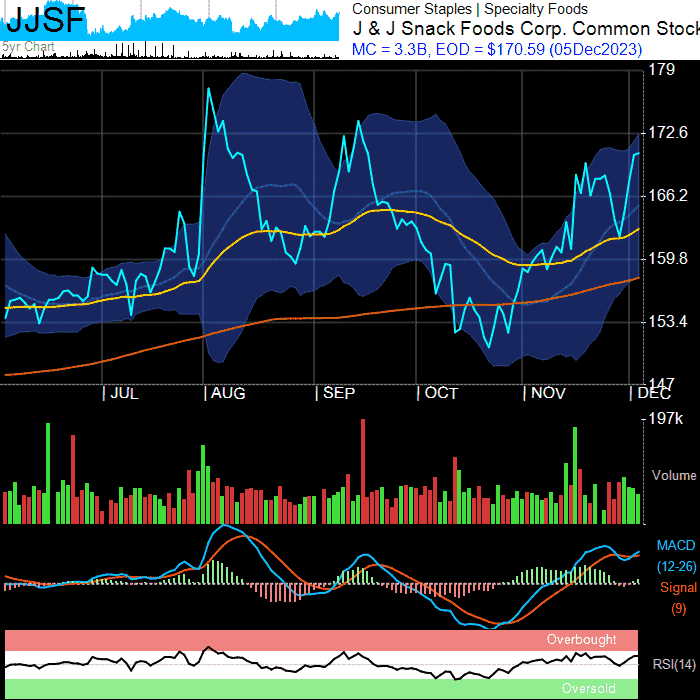 JJSF
5yr Chart
Consumer Staples | Specialty Foods
J & J Snack Foods Corp. Common Stock
MC = 3.3B, EOD = $170.59 (05Dec2023)
179
172.6
166.2
159.8
153.4
147
JUL AUG SEP OCT NOV DEC
197k
Volume
MACD
(12-26)
Signal
(9)
Overbought
RSI(14)
Oversold